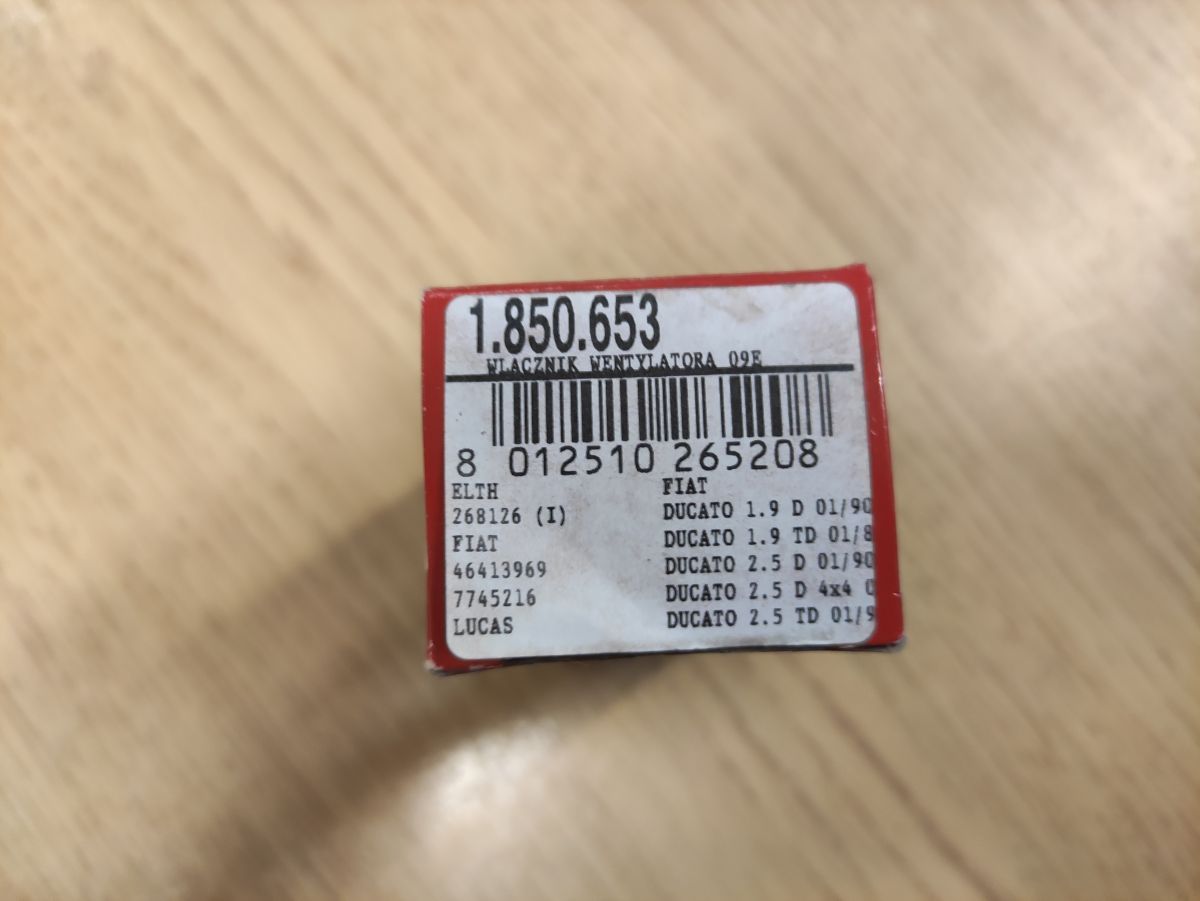 1.850.653
WLACZNIK WENTYLATORA 09E
8 012510 265208
ELTH
268126 (I)
FIAT
46413969
7745216
LUCAS
FIAT
DUCATO 1.9 D 01/90
DUCATO 1.9 TD 01/8
DUCATO 2.5 D 01/90
DUCATO 2.5 D 4x4 0
DUCATO 2.5 TD 01/9